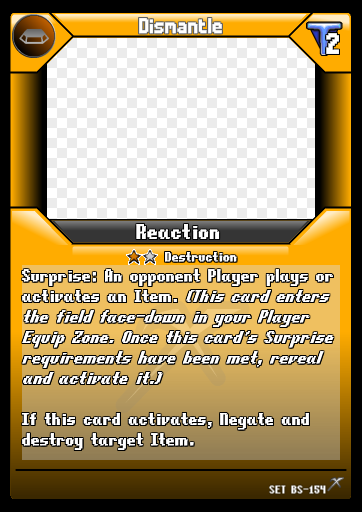 Dismantle
T2
Reaction
Destruction
Surprise: An opponent Player plays or
activates an Item. (This card enters
the field face-down in your Player
Equip Zone. Once this card's Surprise
requirements have been met, reveal
and activate it.)
If this card activates, Negate and
destroy target Item.
SET BS-154